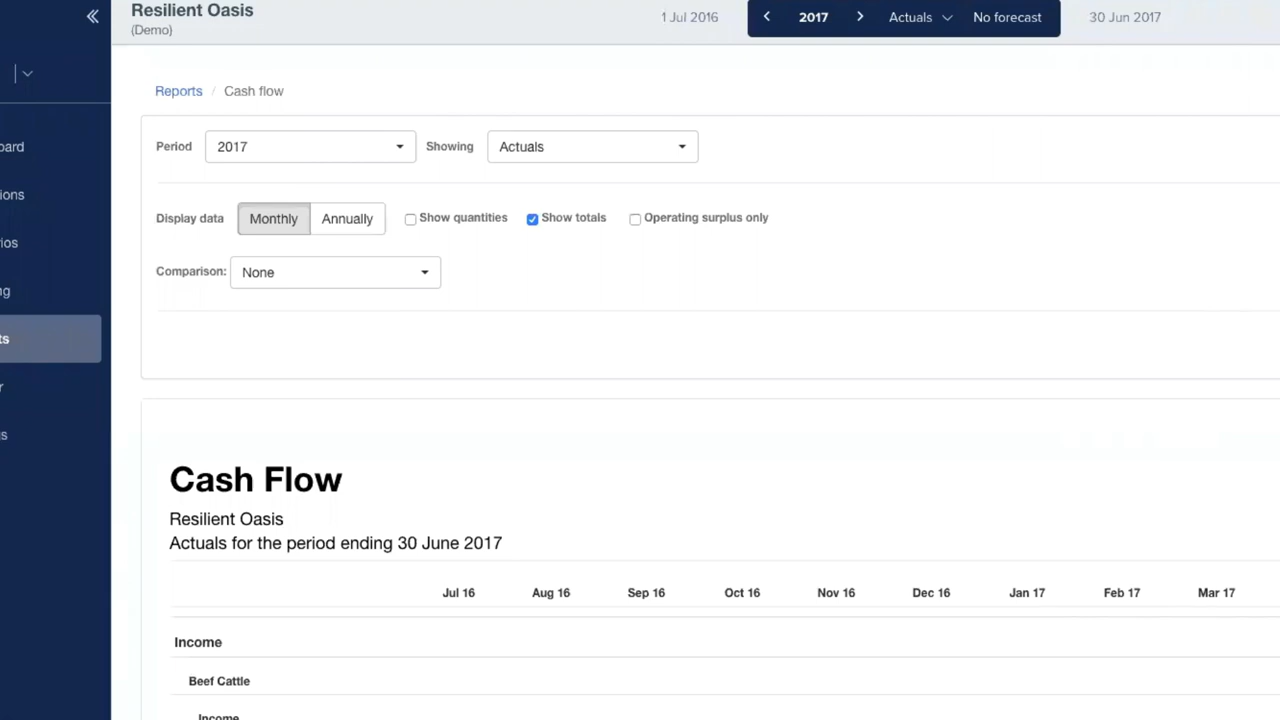 Resilient Oasis
(Demo)
1 Jul 2016
2017
Actuals
No forecast
30 Jun 2017
ions
Reports / Cash flow
Period 2017 Showing Actuals
Display data Monthly Annually Show quantities Show totals Operating surplus only
Comparison: None
Cash Flow
Resilient Oasis
Actuals for the period ending 30 June 2017
Jul 16 Aug 16 Sep 16 Oct 16 Nov 16 Dec 16 Jan 17 Feb 17 Mar 17
Income
Beef Cattle
Income